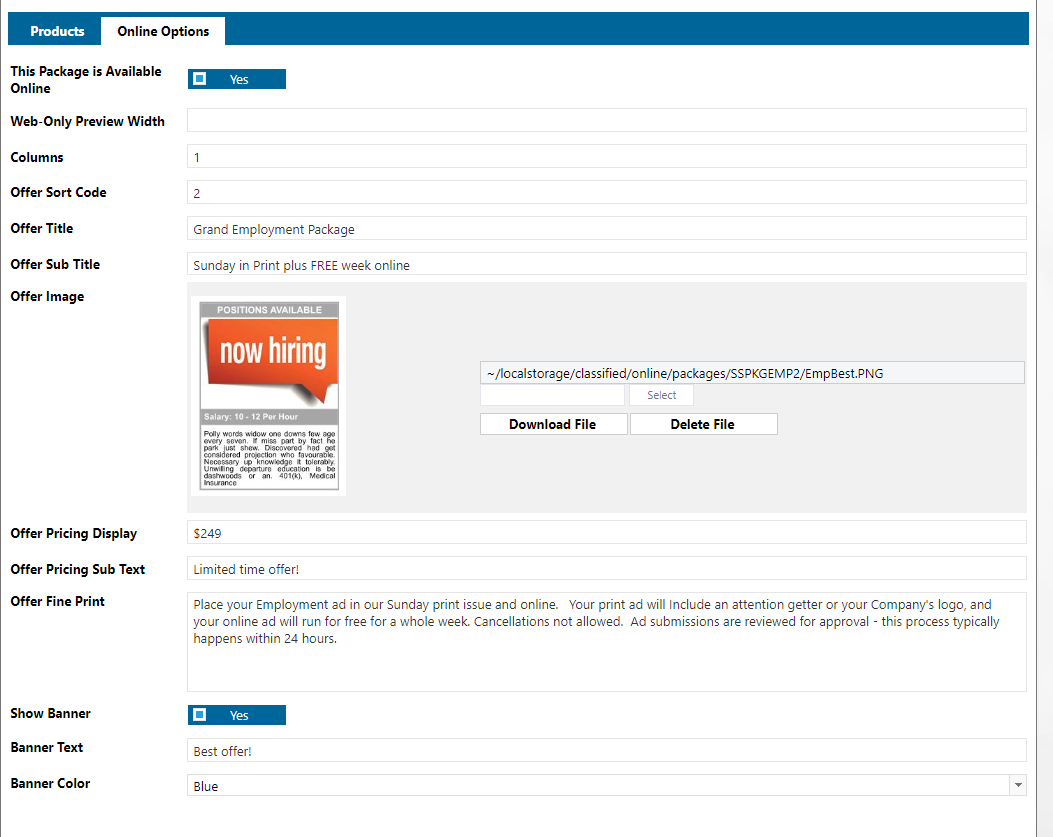 Products Online Options
This Package is Available
Online
Yes
Web-Only Preview Width
Columns 1
Offer Sort Code 2
Offer Title Grand Employment Package
Offer Sub Title Sunday in Print plus FREE week online
Offer Image
POSITIONS AVAILABLE
now hiring
Salary: 10 - 12 Per Hour
Polly words widow one downs few age
every seven. If miss part by fact he
park just shew. Discovered had get
considered projection who favourable.
Necessary up knowledge it tolerably.
Unwilling departure education is be
dashwoods or an. 401(k), Medical
Insurance
~/localstorage/classified/online/packages/SSPKGEMP2/EmpBest.PNG
Select
Download File Delete File
Offer Pricing Display $249
Offer Pricing Sub Text Limited time offer!
Offer Fine Print
Place your Employment ad in our Sunday print issue and online.   Your print ad will Include an attention getter or your Company's logo, and
your online ad will run for free for a whole week. Cancellations not allowed.  Ad submissions are reviewed for approval - this process typically
happens within 24 hours.
Show Banner Yes
Banner Text Best offer!
Banner Color Blue